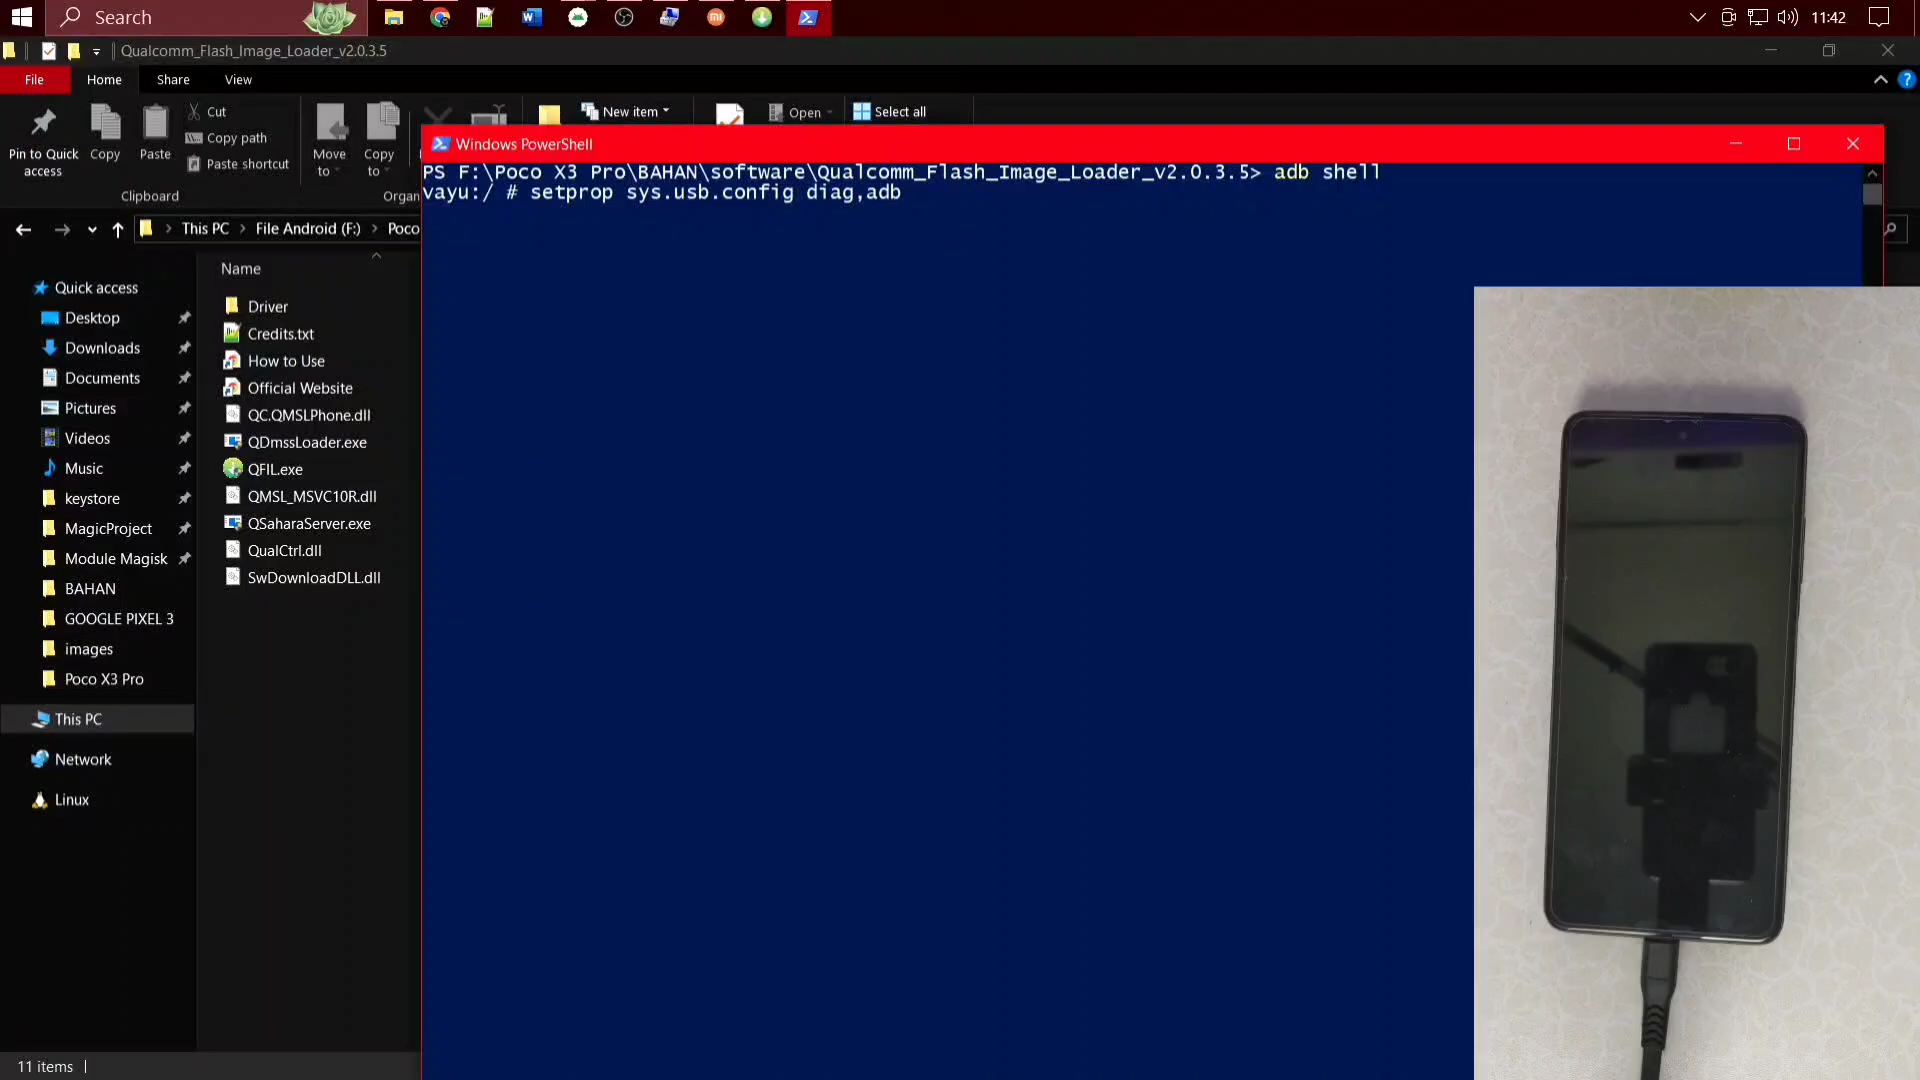 Search
11:42
Qualcomm_Flash_Image_Loader_v2.0.3.5
File
Home
Share
View
Pin to Quick access
Copy
Paste
Cut
Copy path
Paste shortcut
Clipboard
Move to
Copy to
Organ
New item
Open
Select all
Windows PowerShell
PS F:\Poco X3 Pro\BAHAN\software\Qualcomm_Flash_Image_Loader_v2.0.3.5> adb shell
vayu:/ # setprop sys.usb.config diag,adb
This PC
File Android (F:)
Poco
Name
Quick access
Desktop
Downloads
Documents
Pictures
Videos
Music
keystore
MagicProject
Module Magisk
BAHAN
GOOGLE PIXEL 3
images
Poco X3 Pro
This PC
Network
Linux
Driver
Credits.txt
How to Use
Official Website
QC.QMSLPhone.dll
QDmssLoader.exe
QFIL.exe
QMSL_MSVC10R.dll
QSaharaServer.exe
QualCtrl.dll
SwDownloadDLL.dll
11 items